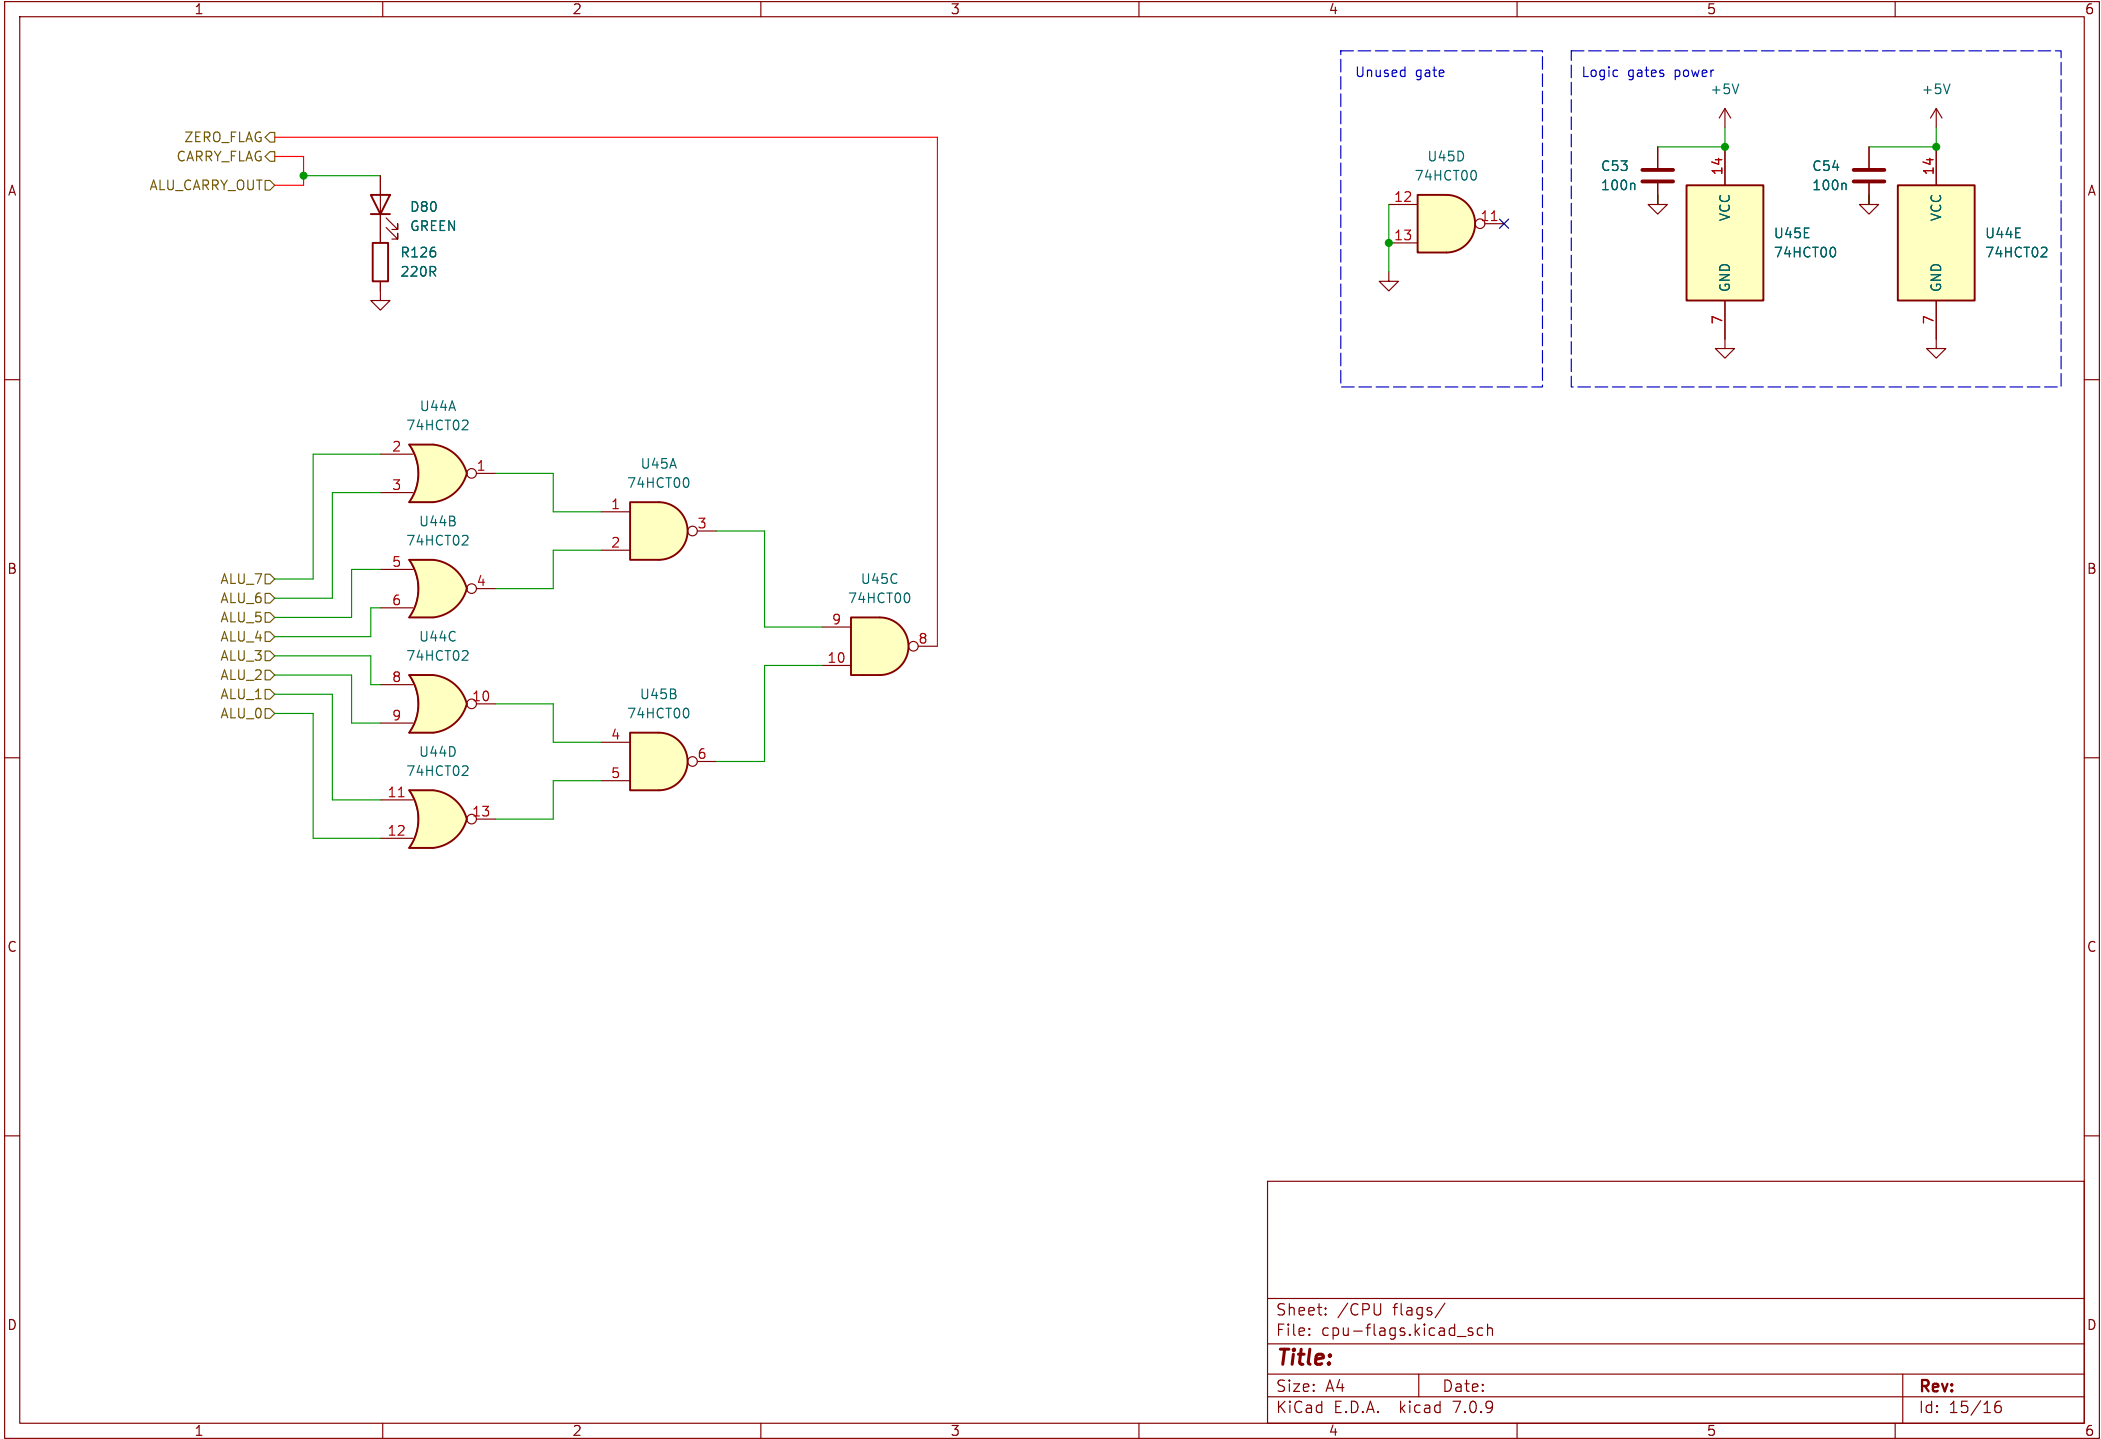 1 2 3 4 5 6
A
B
C
D
A
B
C
D
1 2 3 4 5 6
ZERO_FLAG
CARRY_FLAG
ALU_CARRY_OUT
D80
GREEN
R126
220R
Unused gate
U45D
74HCT00
12
13
11
Logic gates power
+5V
C53
100n
14
VCC
GND
7
U45E
74HCT00
+5V
C54
100n
14
VCC
GND
7
U44E
74HCT02
U44A
74HCT02
2
3
1
U44B
74HCT02
5
6
4
U44C
74HCT02
8
9
10
U44D
74HCT02
11
12
13
ALU_7
ALU_6
ALU_5
ALU_4
ALU_3
ALU_2
ALU_1
ALU_0
U45A
74HCT00
1
2
3
U45B
74HCT00
4
5
6
U45C
74HCT00
9
10
8
Sheet: /CPU flags/
File: cpu-flags.kicad_sch
Title:
Size: A4 Date: Rev:
KiCad E.D.A. kicad 7.0.9 Id: 15/16